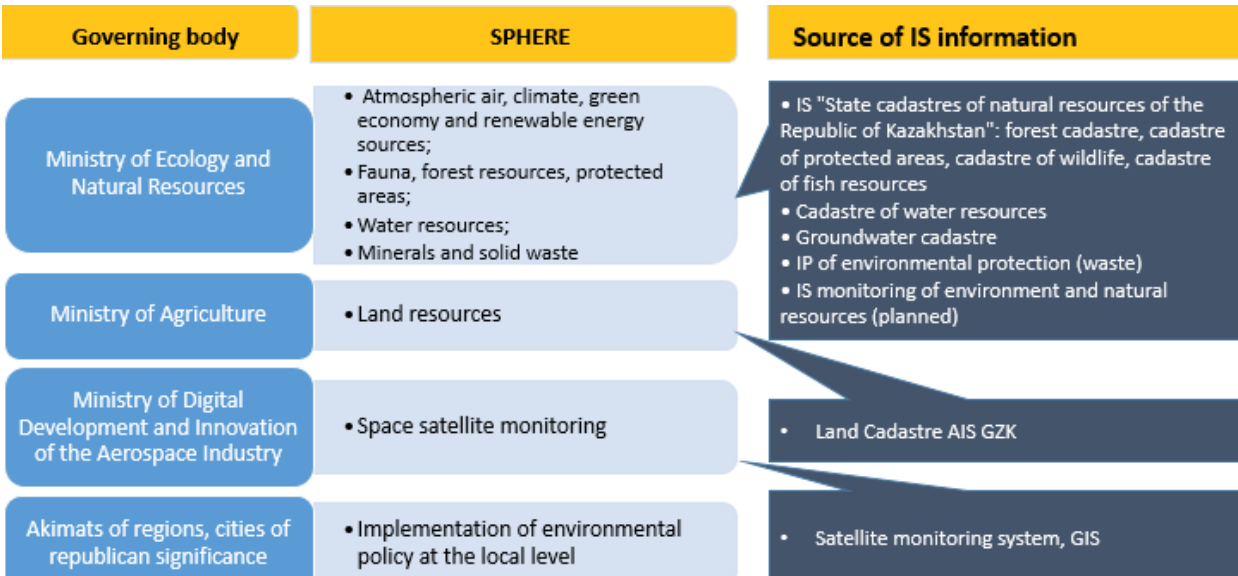 Governing body
SPHERE
Source of IS information
Ministry of Ecology and
Natural Resources
• Atmospheric air, climate, green
economy and renewable energy
sources;
• Fauna, forest resources, protected
areas;
• Water resources;
• Minerals and solid waste
• IS "State cadastres of natural resources of the
Republic of Kazakhstan": forest cadastre, cadastre
of protected areas, cadastre of wildlife, cadastre
of fish resources
• Cadastre of water resources
• Groundwater cadastre
• IP of environmental protection (waste)
• IS monitoring of environment and natural
resources (planned)
Ministry of Agriculture
• Land resources
• Land Cadastre AIS GZK
Ministry of Digital
Development and Innovation
of the Aerospace Industry
• Space satellite monitoring
• Satellite monitoring system, GIS
Akimats of regions, cities of
republican significance
• Implementation of environmental
policy at the local level